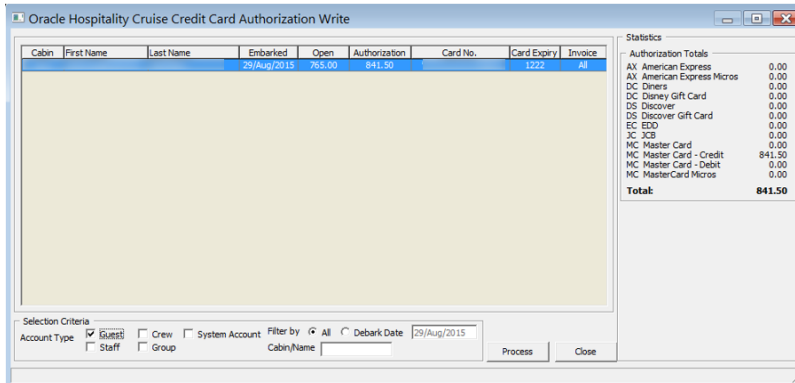 Oracle Hospitality Cruise Credit Card Authorization Write
Cabin First Name Last Name Embarked Open Authorization Card No. Card Expiry Invoice
29/Aug/2015 765.00 841.50 1222 All
Statistics
Authorization Totals
AX American Express 0.00
AX American Express Micros 0.00
DC Diners 0.00
DC Disney Gift Card 0.00
DS Discover 0.00
DS Discover Gift Card 0.00
EC EDD 0.00
JC JCB 0.00
MC Master Card 0.00
MC Master Card - Credit 841.50
MC Master Card - Debit 0.00
MC MasterCard Micros 0.00
Total: 841.50
Selection Criteria
Account Type Guest Crew System Account Filter by All Debark Date 29/Aug/2015
Staff Group Cabin/Name
Process Close